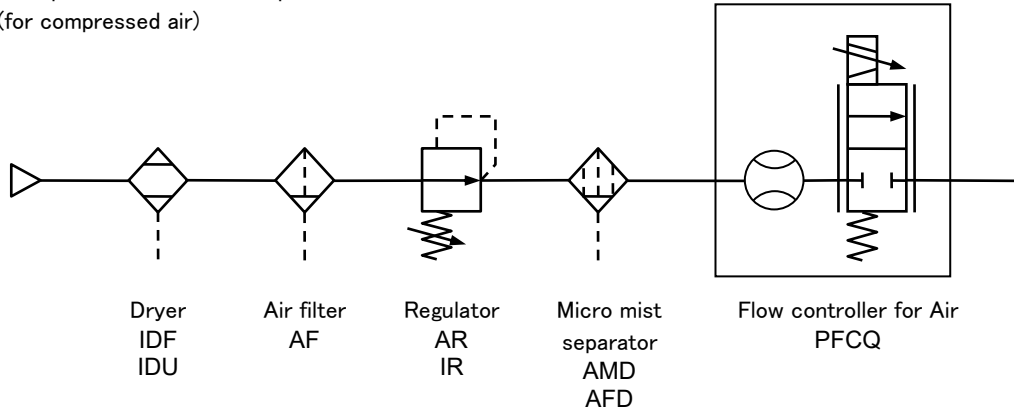 (for compressed air)
Dryer
IDF
IDU
Air filter
AF
Regulator
AR
IR
Micro mist
separator
AMD
AFD
Flow controller for Air
PFCQ